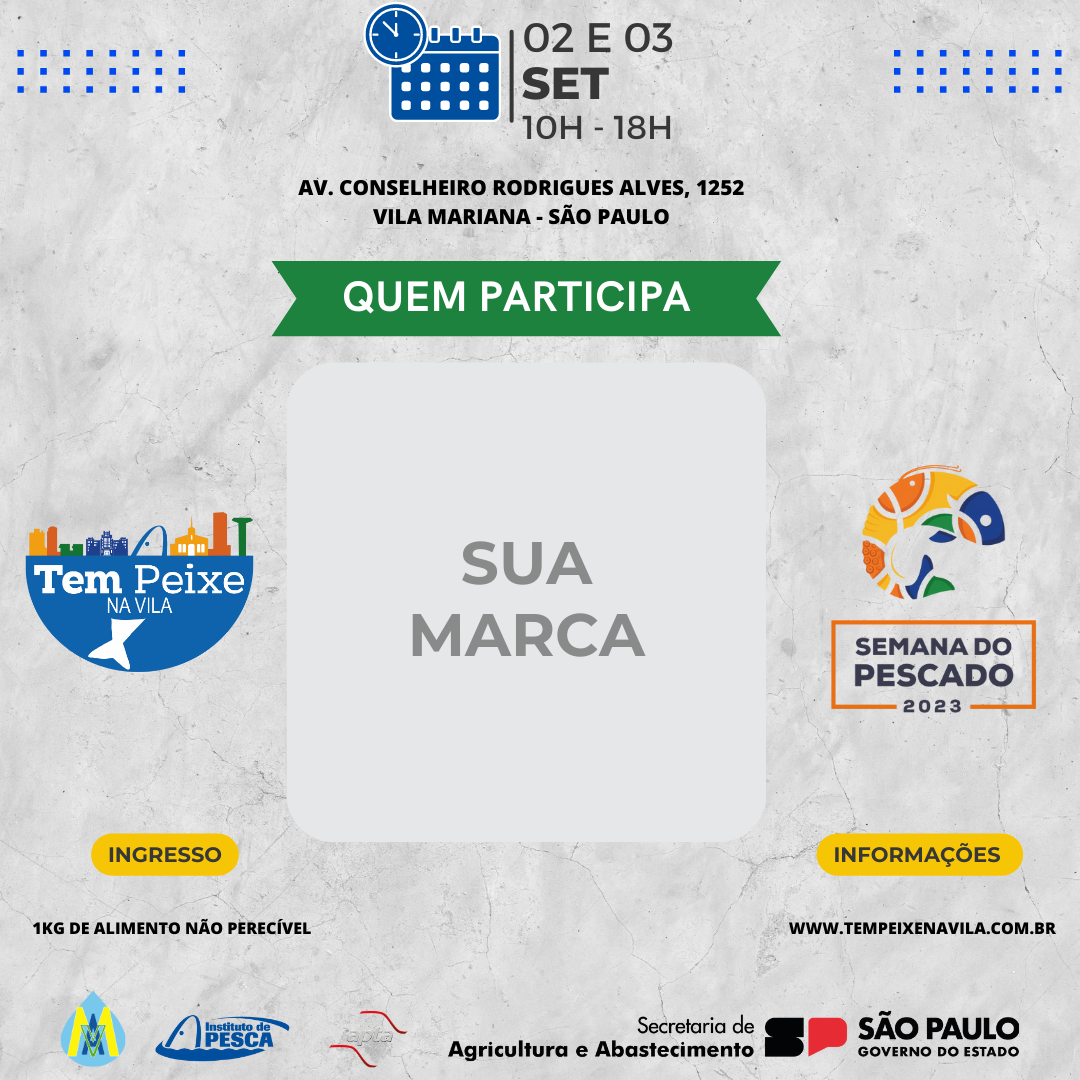 02 E 03
SET
10H - 18H
AV. CONSELHEIRO RODRIGUES ALVES, 1252
VILA MARIANA - SÃO PAULO
QUEM PARTICIPA
SUA
MARCA
Tem Peixe
NA VILA
SEMANA DO
PESCADO
2023
INGRESSO
INFORMAÇÕES
1KG DE ALIMENTO NÃO PERECÍVEL
WWW.TEMPEIXENAVILA.COM.BR
Instituto de
PESCA
apta
Secretaria de
Agricultura e Abastecimento
SP
SÃO PAULO
GOVERNO DO ESTADO